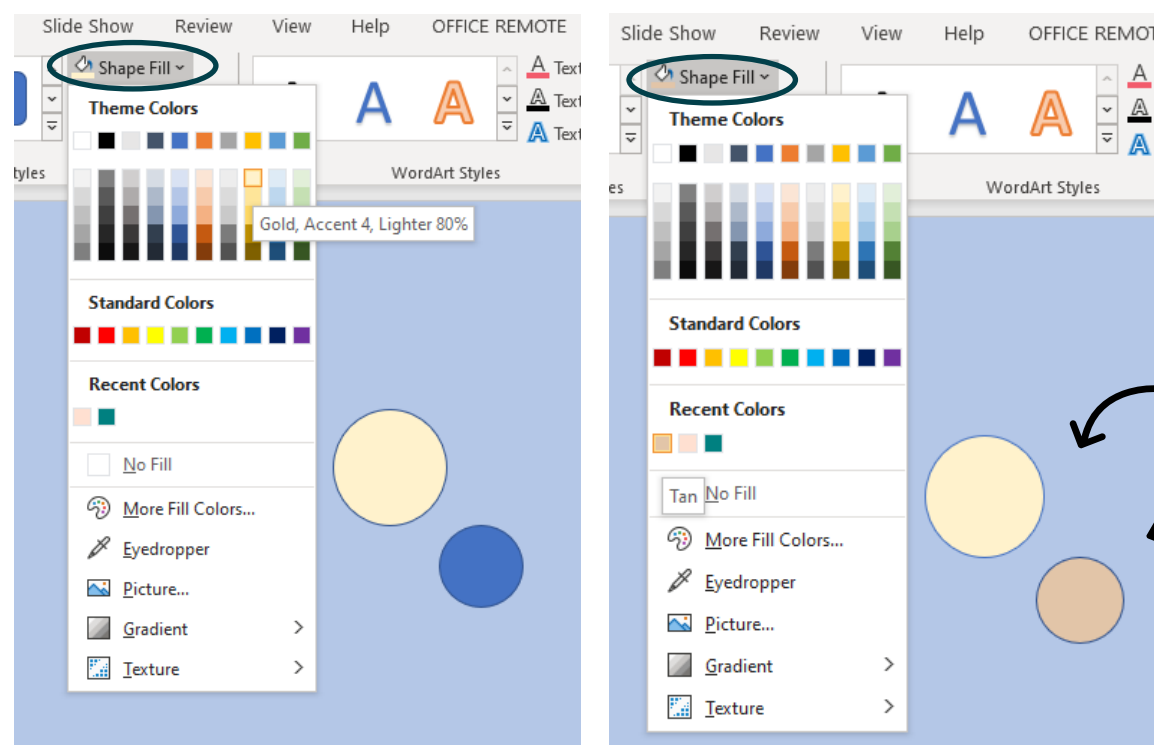 Slide Show Review View Help OFFICE REMOTE
Shape Fill
Text
Theme Colors
A A
Text
A Text
WordArt Styles
Gold, Accent 4, Lighter 80%
Standard Colors
Recent Colors
No Fill
More Fill Colors...
Eyedropper
Picture...
Gradient
Texture
Slide Show Review View Help OFFICE REMOT
Shape Fill
A
Theme Colors
A A
A
A
WordArt Styles
Standard Colors
Recent Colors
Tan
No Fill
More Fill Colors...
Eyedropper
Picture...
Gradient
Texture